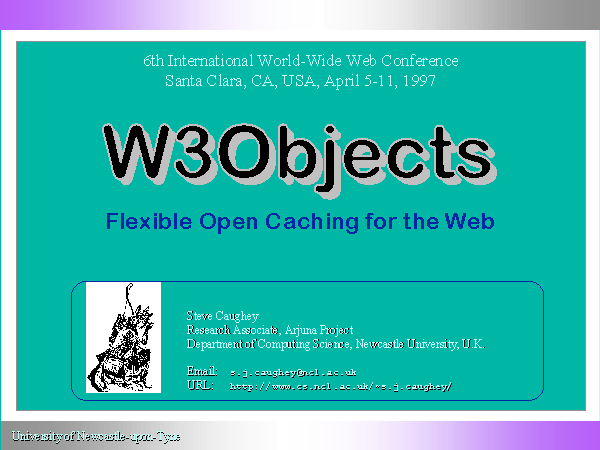 6th International World-Wide Web Conference
Santa Clara, CA, USA, April 5-11, 1997
W3Objects
Flexible Open Caching for the Web
Steve Caughey
Research Associate, Arjuna Project
Department of Computing Science, Newcastle University, U.K.
Email: s.j.caughey@ncl.ac.uk
URL: http://www.cs.ncl.ac.uk/~s.j.caughey/
University of Newcastle-upon-Tyne